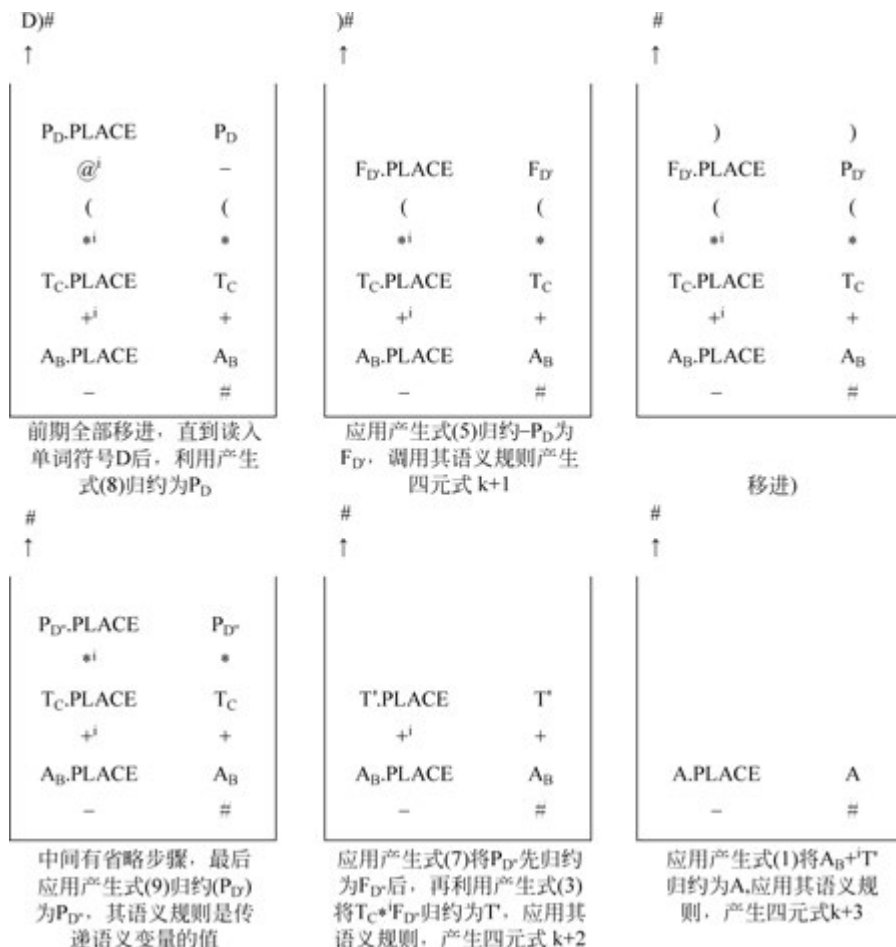 D)#
↑
P_D.PLACE P_D
@^i −
( (
*^i *
T_C.PLACE T_C
+^i +
A_B.PLACE A_B
− #
前期全部移进，直到读入
单词符号D后，利用产生
式(8)归约为P_D
)#
↑
F_D'.PLACE F_D'
( (
*^i *
T_C.PLACE T_C
+^i +
A_B.PLACE A_B
− #
应用产生式(5)归约−P_D为
F_D'，调用其语义规则产生
四元式 k+1
#
↑
) )
F_D'.PLACE P_D'
( (
*^i *
T_C.PLACE T_C
+^i +
A_B.PLACE A_B
− #
移进)
#
↑
P_D''.PLACE P_D''
*^i *
T_C.PLACE T_C
+^i +
A_B.PLACE A_B
− #
中间有省略步骤，最后
应用产生式(9)归约(P_D')
为P_D''，其语义规则是传
递语义变量的值
#
↑
T'.PLACE T'
+^i +
A_B.PLACE A_B
− #
应用产生式(7)将P_D''先归约
为F_D''后，再利用产生式(3)
将T_C*^iF_D''归约为T'，应用其
语义规则，产生四元式 k+2
#
↑
A.PLACE A
− #
应用产生式(1)将A_B+^iT'
归约为A,应用其语义规
则，产生四元式k+3